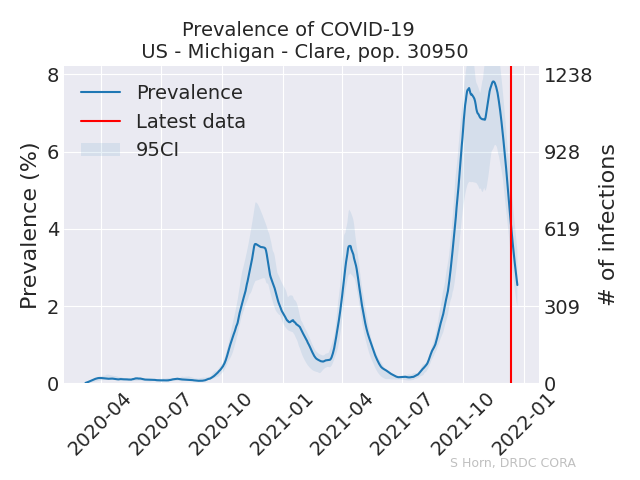 Prevalence of COVID-19
US - Michigan - Clare, pop. 30950
Prevalence
Latest data
95CI
Prevalence (%)
8
6
4
2
0
1238
928
619
309
0
# of infections
2020-04
2020-07
2020-10
2021-01
2021-04
2021-07
2021-10
2022-01
S Horn, DRDC CORA